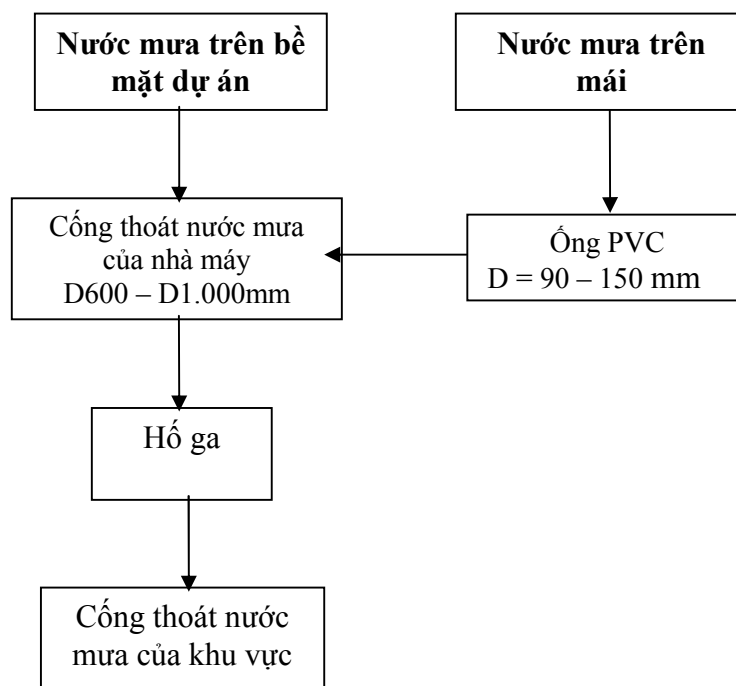 Nước mưa trên bề
mặt dự án
Nước mưa trên
mái
Cống thoát nước mưa
của nhà máy
D600 – D1.000mm
Ống PVC
D = 90 – 150 mm
Hố ga
Cống thoát nước
mưa của khu vực